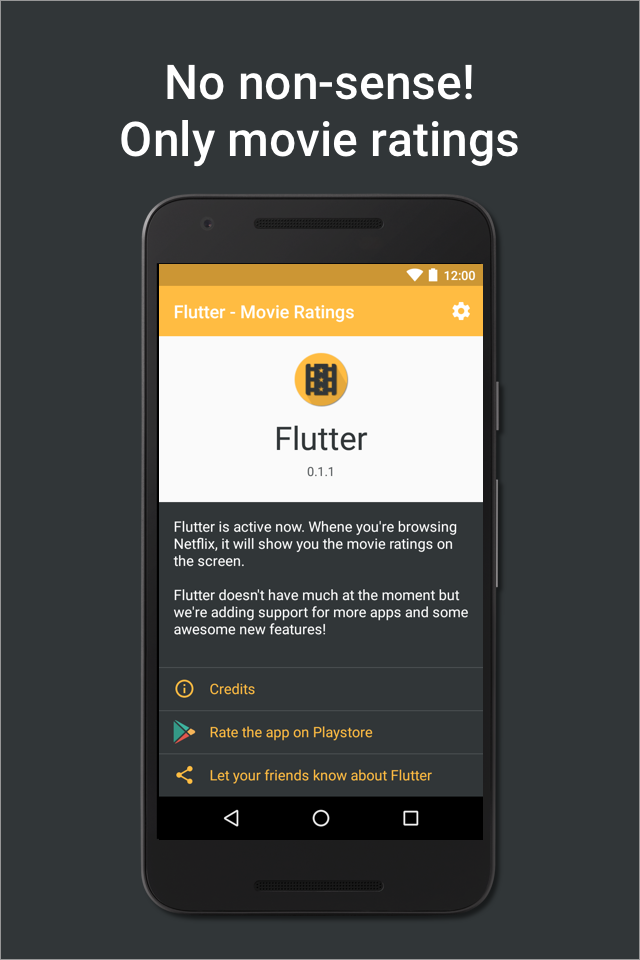 No non-sense!
Only movie ratings
12:00
Flutter - Movie Ratings
Flutter
0.1.1
Flutter is active now. Whene you're browsing
Netflix, it will show you the movie ratings on
the screen.
Flutter doesn't have much at the moment but
we're adding support for more apps and some
awesome new features!
Credits
Rate the app on Playstore
Let your friends know about Flutter